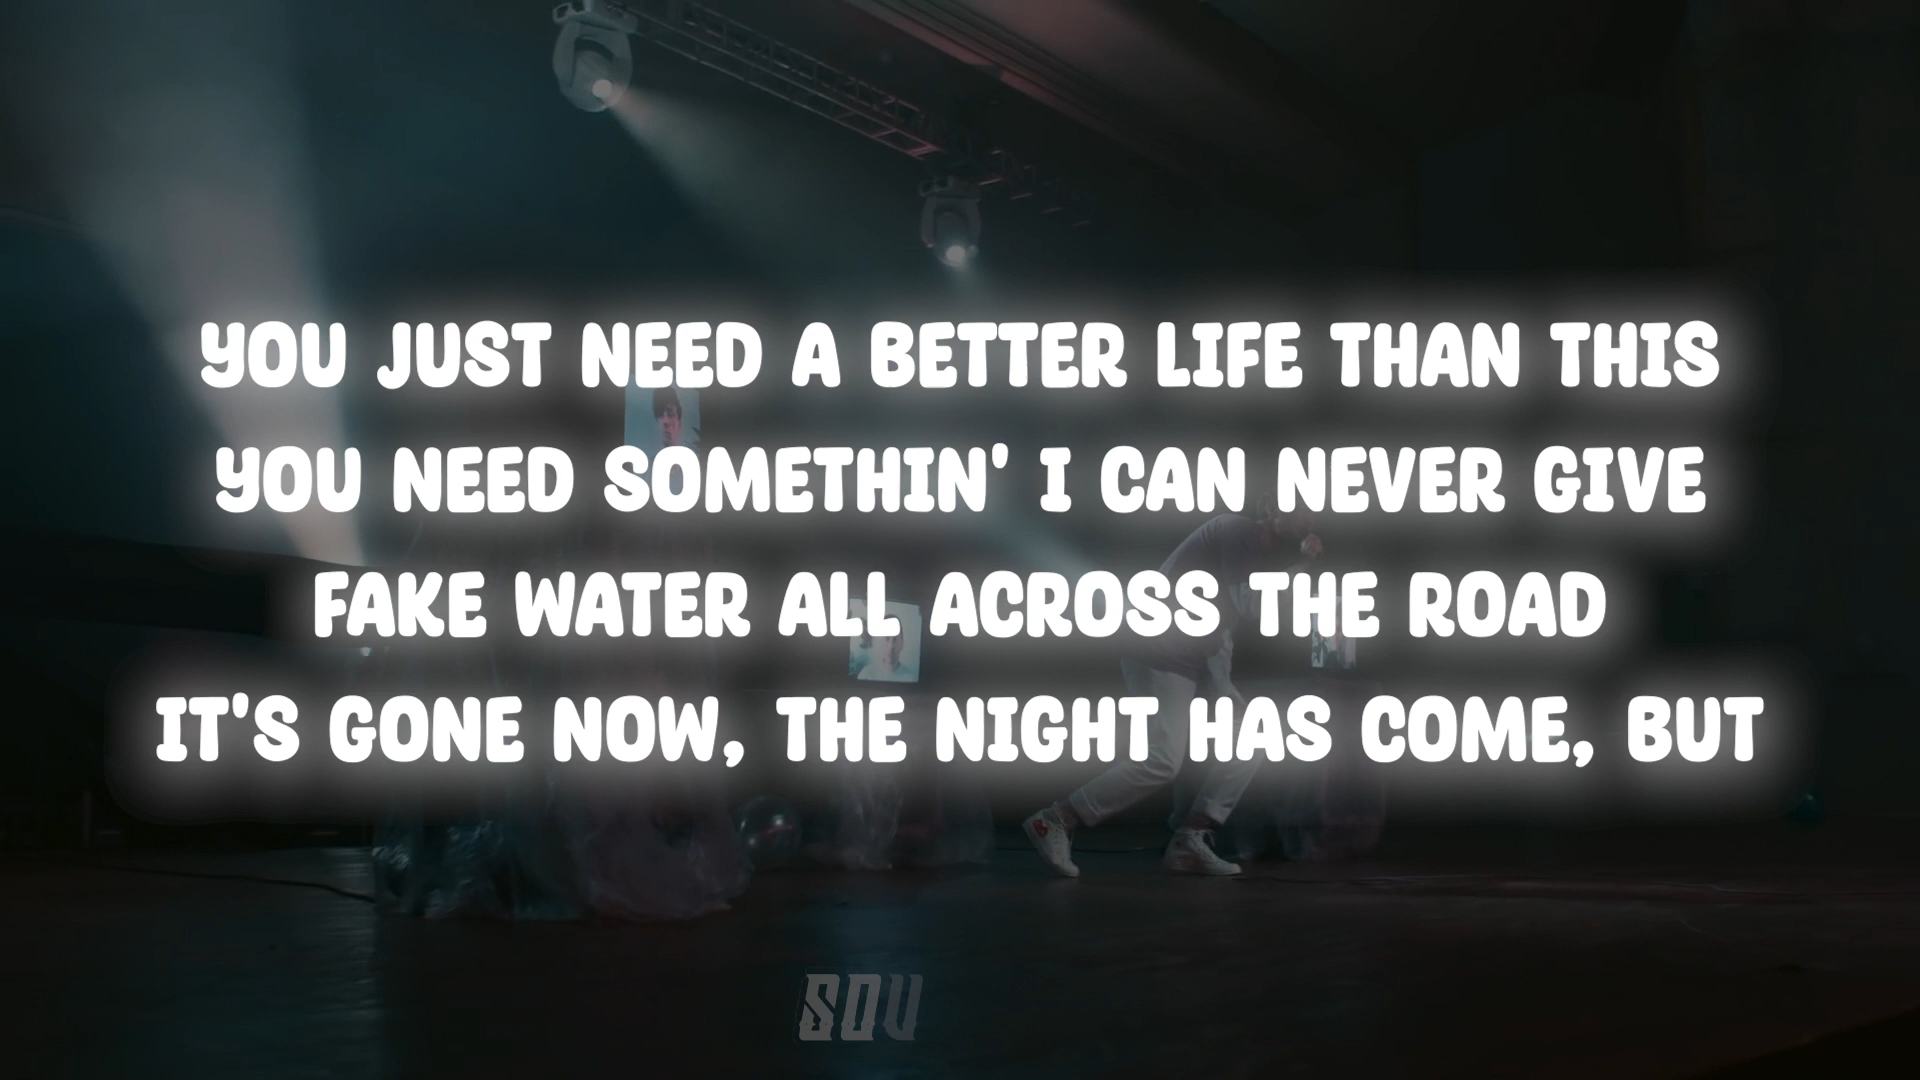 YOU JUST NEED A BETTER LIFE THAN THIS
YOU NEED SOMETHIN' I CAN NEVER GIVE
FAKE WATER ALL ACROSS THE ROAD
IT'S GONE NOW, THE NIGHT HAS COME, BUT
SOU